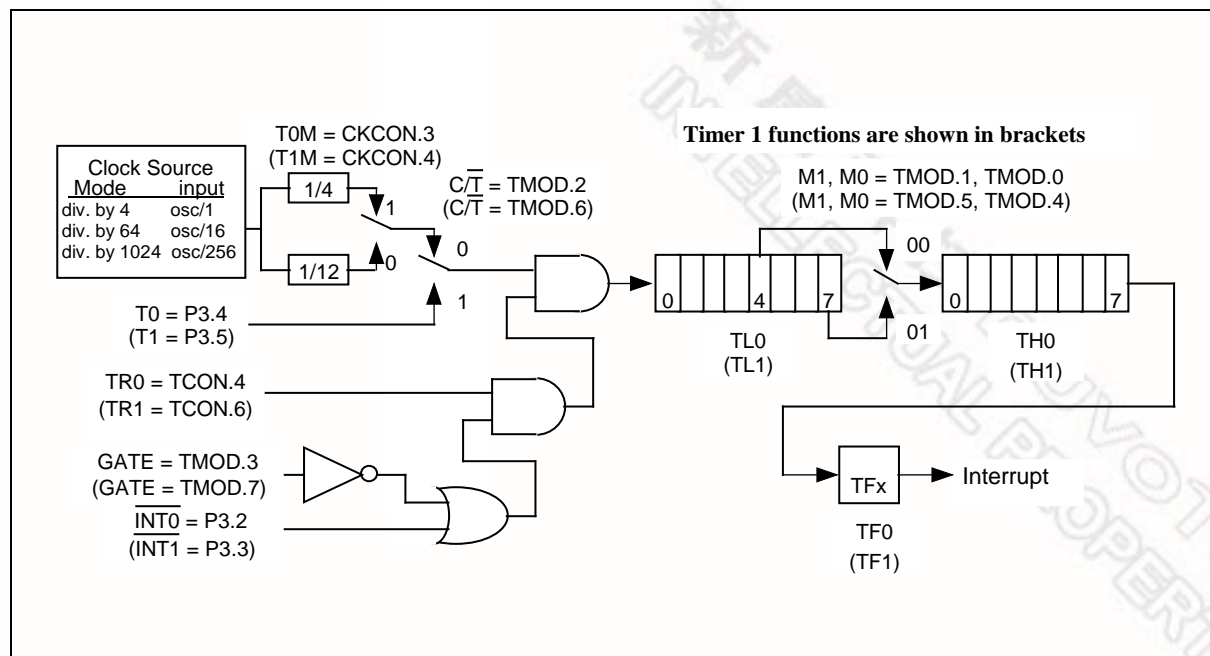 Timer 1 functions are shown in brackets
T0M = CKCON.3
(T1M = CKCON.4)
Clock Source
Mode input
div. by 4 osc/1
div. by 64 osc/16
div. by 1024 osc/256
1/4
1/12
1
0
C/T̅ = TMOD.2
(C/T̅ = TMOD.6)
0
1
M1, M0 = TMOD.1, TMOD.0
(M1, M0 = TMOD.5, TMOD.4)
00
01
0 4 7
0 7
T0 = P3.4
(T1 = P3.5)
TL0
(TL1)
TH0
(TH1)
TR0 = TCON.4
(TR1 = TCON.6)
GATE = TMOD.3
(GATE = TMOD.7)
I̅N̅T̅0̅ = P3.2
(I̅N̅T̅1̅ = P3.3)
TFx
Interrupt
TF0
(TF1)